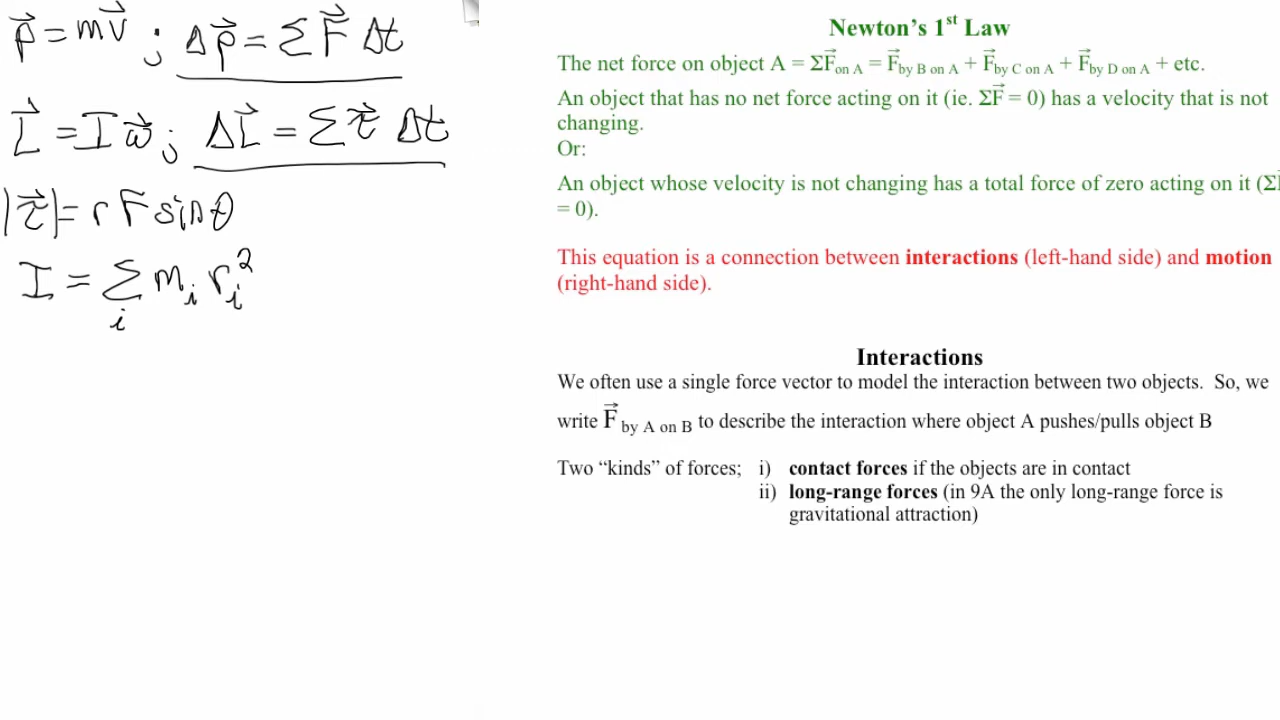 p⃗ = mv⃗ ; Δp⃗ = ΣF⃗ Δt
L⃗ = Iω⃗ ; ΔL⃗ = Στ⃗ Δt
|τ⃗| = r F sinθ
I = Σ mᵢ rᵢ²
i
Newton’s 1st Law
The net force on object A = ΣF⃗on A = F⃗by B on A + F⃗by C on A + F⃗by D on A + etc.
An object that has no net force acting on it (ie. ΣF⃗ = 0) has a velocity that is not
changing.
Or:
An object whose velocity is not changing has a total force of zero acting on it (Σ
= 0).
This equation is a connection between interactions (left-hand side) and motion
(right-hand side).
Interactions
We often use a single force vector to model the interaction between two objects. So, we
write F⃗ by A on B to describe the interaction where object A pushes/pulls object B
Two “kinds” of forces; i) contact forces if the objects are in contact
ii) long-range forces (in 9A the only long-range force is
gravitational attraction)